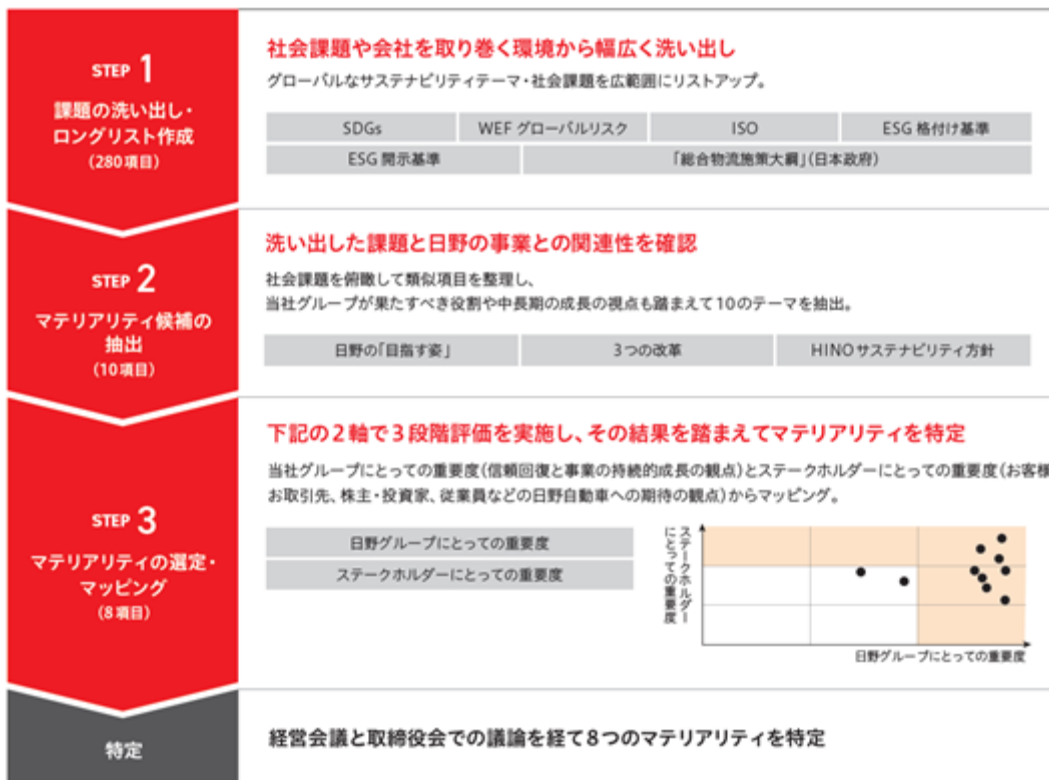 STEP 1
課題の洗い出し・
ロングリスト作成
(280項目)
社会課題や会社を取り巻く環境から幅広く洗い出し
グローバルなサステナビリティテーマ・社会課題を広範囲にリストアップ。
SDGs
WEF グローバルリスク
ISO
ESG 格付け基準
ESG 開示基準
「総合物流施策大綱」(日本政府)
STEP 2
マテリアリティ候補の
抽出
(10項目)
洗い出した課題と日野の事業との関連性を確認
社会課題を俯瞰して類似項目を整理し、
当社グループが果たすべき役割や中長期の成長の視点も踏まえて10のテーマを抽出。
日野の「目指す姿」
3つの改革
HINOサステナビリティ方針
STEP 3
マテリアリティの選定・
マッピング
(8項目)
下記の2軸で3段階評価を実施し、その結果を踏まえてマテリアリティを特定
当社グループにとっての重要度(信頼回復と事業の持続的成長の観点)とステークホルダーにとっての重要度(お客様
お取引先、株主・投資家、従業員などの日野自動車への期待の観点)からマッピング。
日野グループにとっての重要度
ステークホルダーにとっての重要度
ステークホルダー
にとっての重要度
日野グループにとっての重要度
特定
経営会議と取締役会での議論を経て8つのマテリアリティを特定